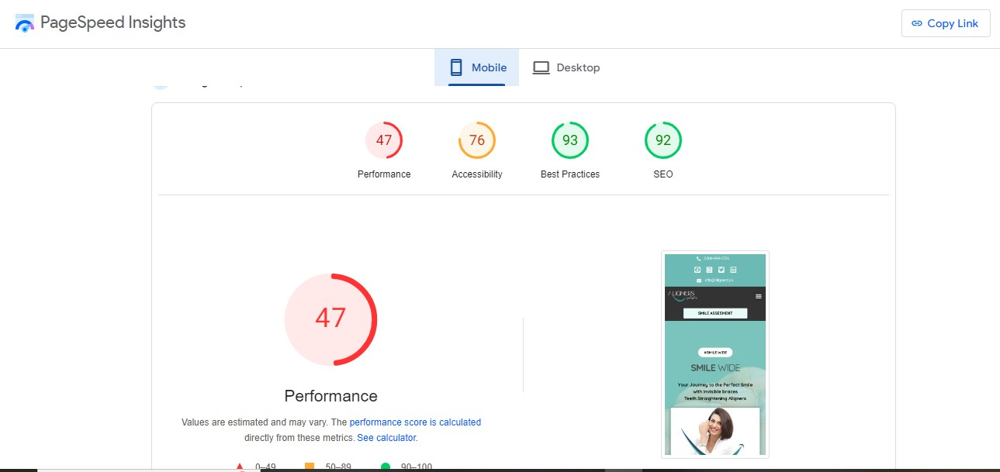 PageSpeed Insights
Copy Link
Mobile
Desktop
47
76
93
92
Performance
Accessibility
Best Practices
SEO
47
Performance
Values are estimated and may vary. The performance score is calculated
directly from these metrics. See calculator.
0–49
50–89
90–100
ALIGNERS
SMILE ASSESMENT
#SMILE WIDE
SMILE WIDE
Your Journey to the Perfect Smile
with Invisible braces
Teeth Straightening Aligners